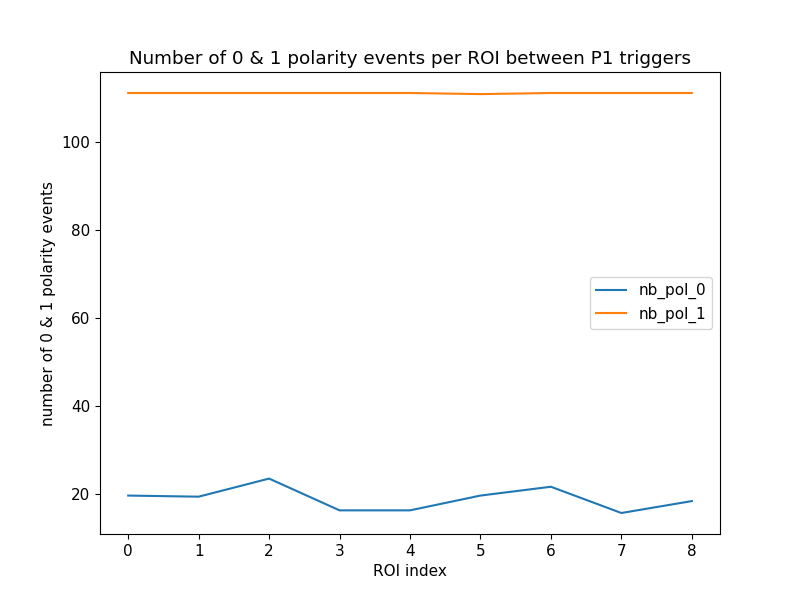 Number of 0 & 1 polarity events per ROI between P1 triggers
number of 0 & 1 polarity events
100
80
60
40
20
nb_pol_0
nb_pol_1
0 1 2 3 4 5 6 7 8
ROI index